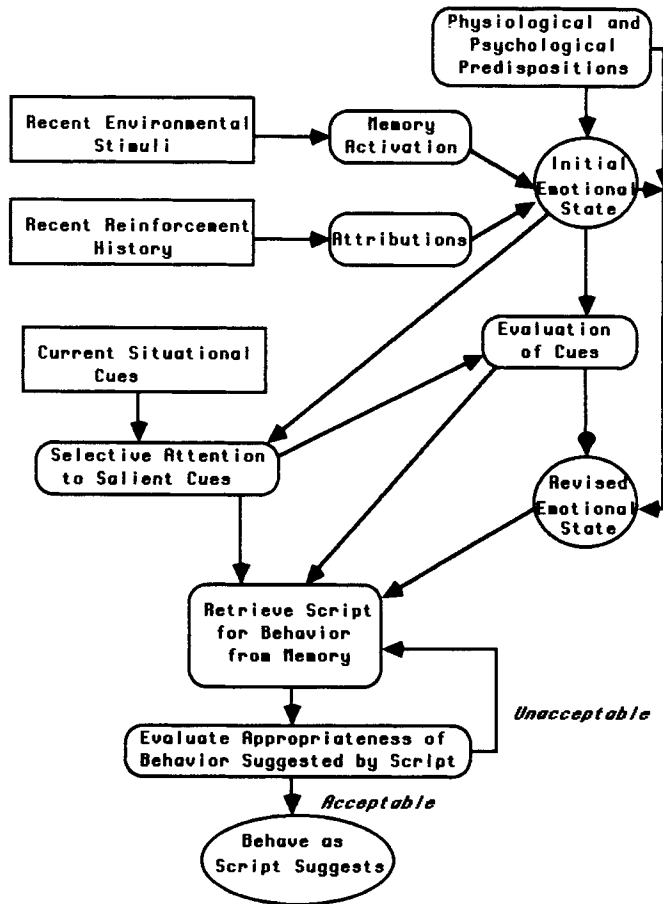 Physiological and
Psychological
Predispositions
Recent Environmental
Stimuli
Memory
Activation
Initial
Emotional
State
Recent Reinforcement
History
Attributions
Current Situational
Cues
Evaluation
of Cues
Selective Attention
to Salient Cues
Revised
Emotional
State
Retrieve Script
for Behavior
from Memory
Unacceptable
Evaluate Appropriateness of
Behavior Suggested by Script
Acceptable
Behave as
Script Suggests